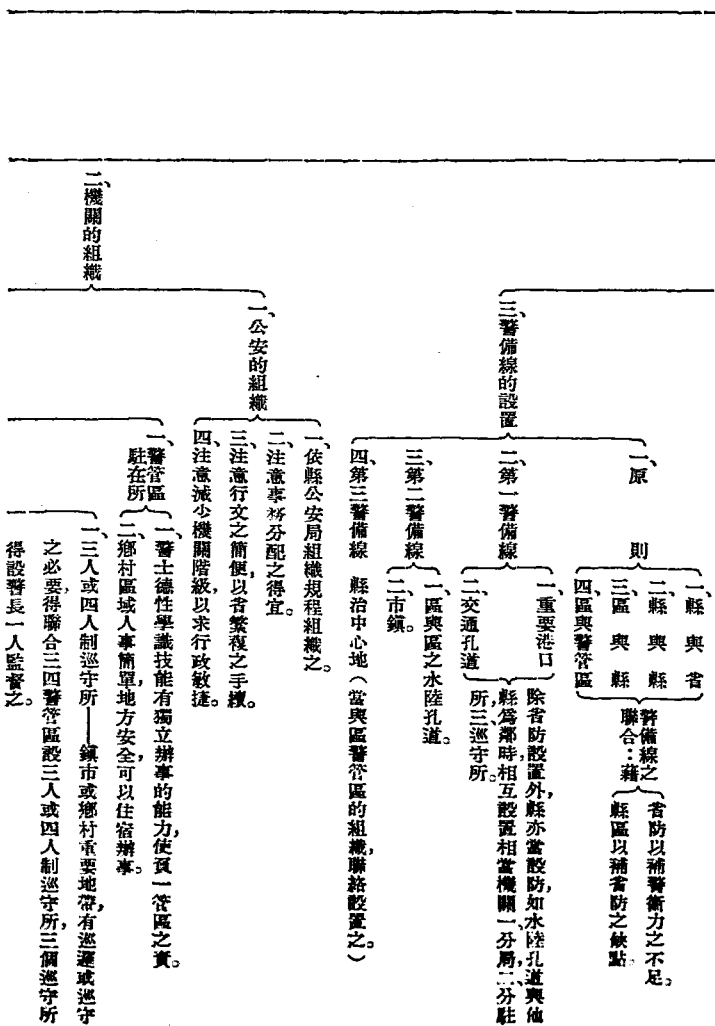 三、警備線的設置
一、原則
一縣與省
二縣與縣
三區與縣
四區與警管區
警備線之聯合：藉
省防以補警衛力之不足。
縣區以補省防之缺點。
二、第一警備線
一重要港口
二、交通孔道
除省防設置外，縣亦當設防，如水陸孔道與他
縣爲鄰時相互設置相當機關一分局，二、分駐
所，三巡守所。
三、第二警備線
一區與區之水陸孔道。
二、市鎮。
四、第三警備線　縣治中心地（當與區警管區的組織，聯絡設置之。）
二、機關的組織
一、公安的組織
一、依縣公安局組織規程組織之。
二、注意事務分配之得宜。
三、注意行文之簡便，以省繁複之手續。
四、注意減少機關階級，以求行政敏捷。
一、警管區
駐在所
一、警士德性學識技能有獨立辦事的能力，使負一管區之責。
二、鄉村區域人事簡單，地方安全，可以住宿辦事。
一、三人或四人制巡守所——鎮市或鄉村重要地帶，有巡邏或巡守
之必要，得聯合三四警管區設三人或四人制巡守所，三個巡守所
得設警長一人監督之。